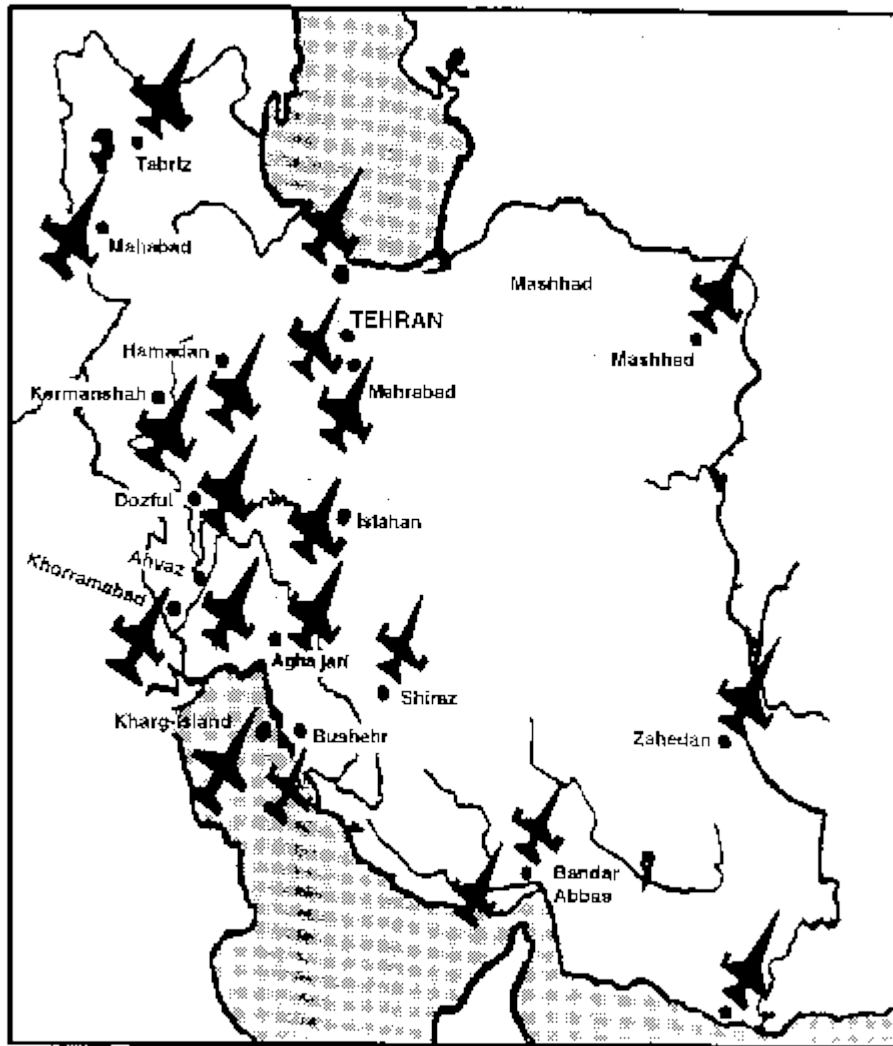 Tabriz
Mahabad
Mashhad
TEHRAN
Hamadan
Mashhad
Kermanshah
Mehrabad
Dozful
Isfahan
Ahvaz
Khorramabad
Agha jari
Shiraz
Kharg-island
Bushehr
Zahedan
Bandar
Abbas